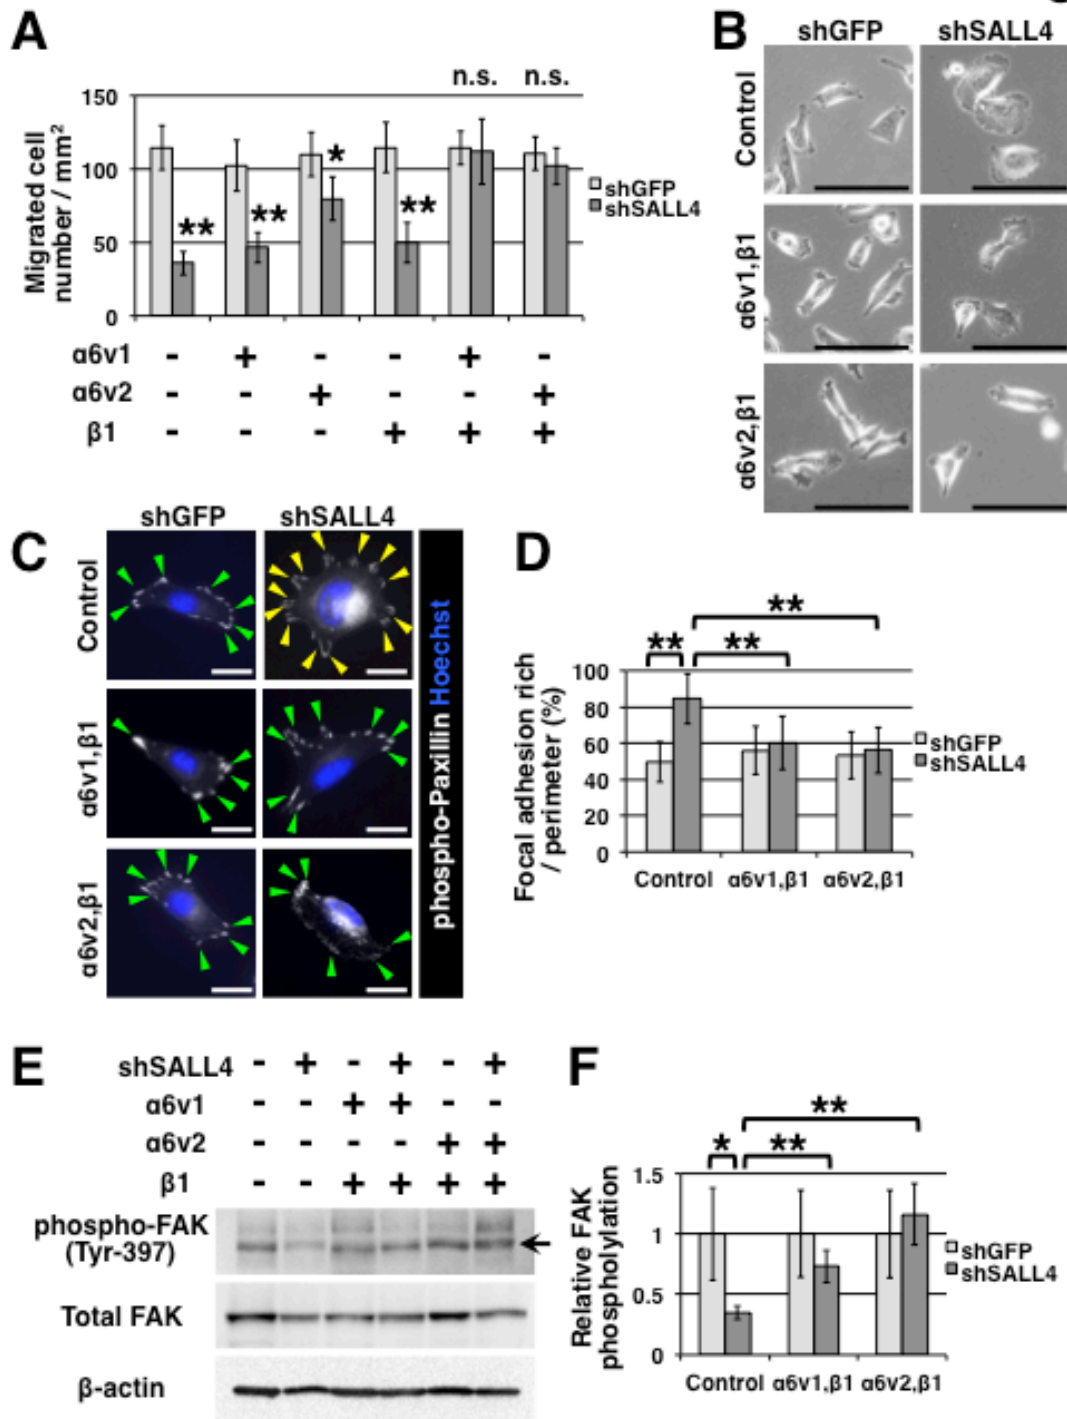 A
n.s. n.s.
150
100
50
0
Migrated cell
number / mm²
*
** ** **
shGFP
shSALL4
α6v1 - + - - + -
α6v2 - - + - - +
β1 - - - + + +
B
shGFP shSALL4
Control
α6v1,β1
α6v2,β1
C
shGFP shSALL4
Control
α6v1,β1
α6v2,β1
phospho-Paxillin Hoechst
D
**
** **
100
80
60
40
20
0
Focal adhesion rich
/ perimeter (%)
shGFP
shSALL4
Control α6v1,β1 α6v2,β1
E
shSALL4 - + - + - +
α6v1 - - + + - -
α6v2 - - - - + +
β1 - - + + + +
phospho-FAK
(Tyr-397)
Total FAK
β-actin
F
**
* **
1.5
1
0.5
0
Relative FAK
phospholylation
shGFP
shSALL4
Control α6v1,β1 α6v2,β1